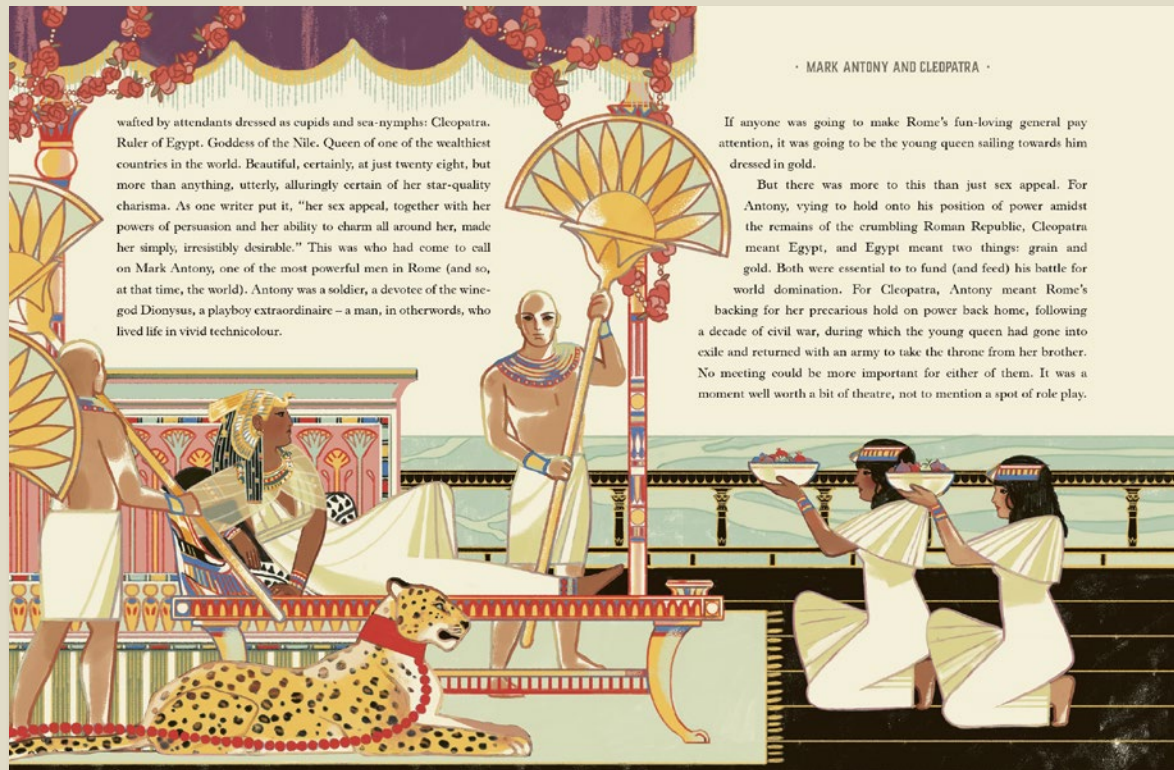 wafted by attendants dressed as cupids and sea-nymphs: Cleopatra.
Ruler of Egypt. Goddess of the Nile. Queen of one of the wealthiest
countries in the world. Beautiful, certainly, at just twenty eight, but
more than anything, utterly, alluringly certain of her star-quality
charisma. As one writer put it, “her sex appeal, together with her
powers of persuasion and her ability to charm all around her, made
her simply, irresistibly desirable.” This was who had come to call
on Mark Antony, one of the most powerful men in Rome (and so,
at that time, the world). Antony was a soldier, a devotee of the wine-
god Dionysus, a playboy extraordinaire – a man, in otherwords, who
lived life in vivid technicolour.
· MARK ANTONY AND CLEOPATRA ·
If anyone was going to make Rome’s fun-loving general pay
attention, it was going to be the young queen sailing towards him
dressed in gold.
But there was more to this than just sex appeal. For
Antony, vying to hold onto his position of power amidst
the remains of the crumbling Roman Republic, Cleopatra
meant Egypt, and Egypt meant two things: grain and
gold. Both were essential to to fund (and feed) his battle for
world domination. For Cleopatra, Antony meant Rome’s
backing for her precarious hold on power back home, following
a decade of civil war, during which the young queen had gone into
exile and returned with an army to take the throne from her brother.
No meeting could be more important for either of them. It was a
moment well worth a bit of theatre, not to mention a spot of role play.